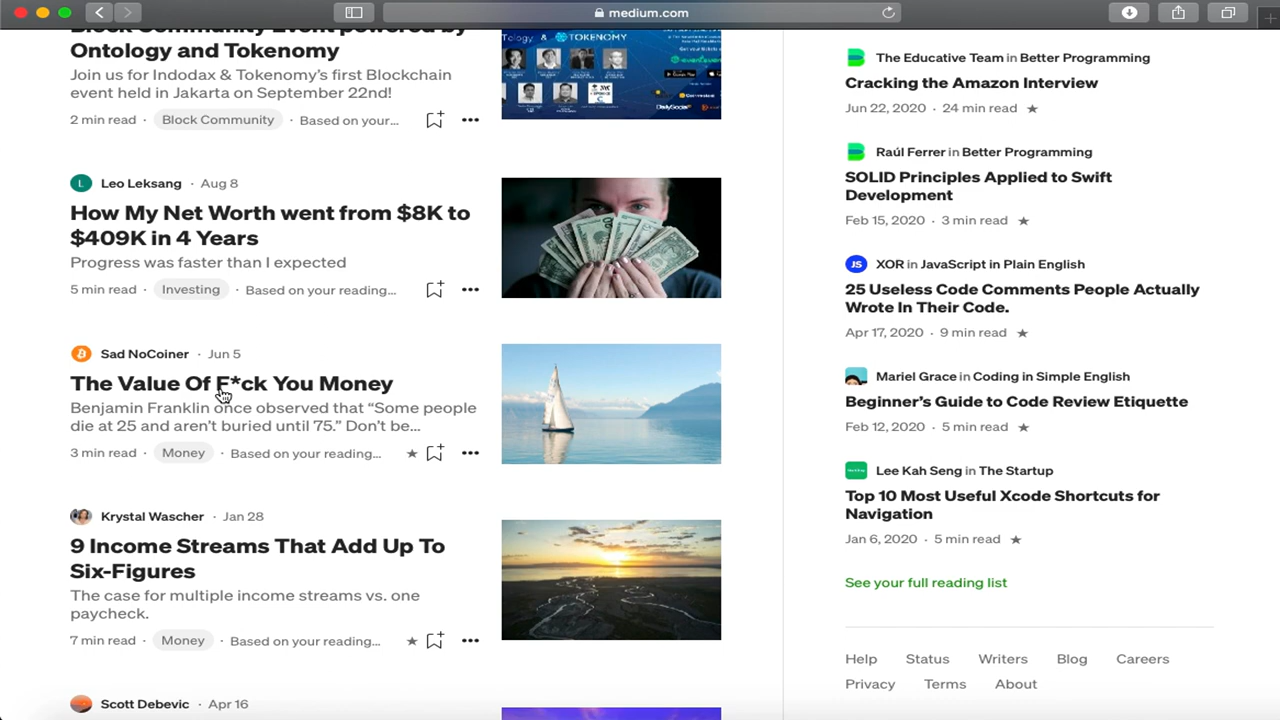 medium.com
Block Community Event powered by
Ontology and Tokenomy
Join us for Indodax & Tokenomy's first Blockchain
event held in Jakarta on September 22nd!
2 min read · Block Community · Based on your...
TOKENOMY
L Leo Leksang · Aug 8
How My Net Worth went from $8K to
$409K in 4 Years
Progress was faster than I expected
5 min read · Investing · Based on your reading...
Sad NoCoiner · Jun 5
The Value Of F*ck You Money
Benjamin Franklin once observed that “Some people
die at 25 and aren't buried until 75.” Don't be...
3 min read · Money · Based on your reading...
Krystal Wascher · Jan 28
9 Income Streams That Add Up To
Six-Figures
The case for multiple income streams vs. one
paycheck.
7 min read · Money · Based on your reading...
Scott Debevic · Apr 16
The Educative Team in Better Programming
Cracking the Amazon Interview
Jun 22, 2020 · 24 min read ★
Raúl Ferrer in Better Programming
SOLID Principles Applied to Swift
Development
Feb 15, 2020 · 3 min read ★
JS XOR in JavaScript in Plain English
25 Useless Code Comments People Actually
Wrote In Their Code.
Apr 17, 2020 · 9 min read ★
Mariel Grace in Coding in Simple English
Beginner's Guide to Code Review Etiquette
Feb 12, 2020 · 5 min read ★
Lee Kah Seng in The Startup
Top 10 Most Useful Xcode Shortcuts for
Navigation
Jan 6, 2020 · 5 min read ★
See your full reading list
Help Status Writers Blog Careers
Privacy Terms About